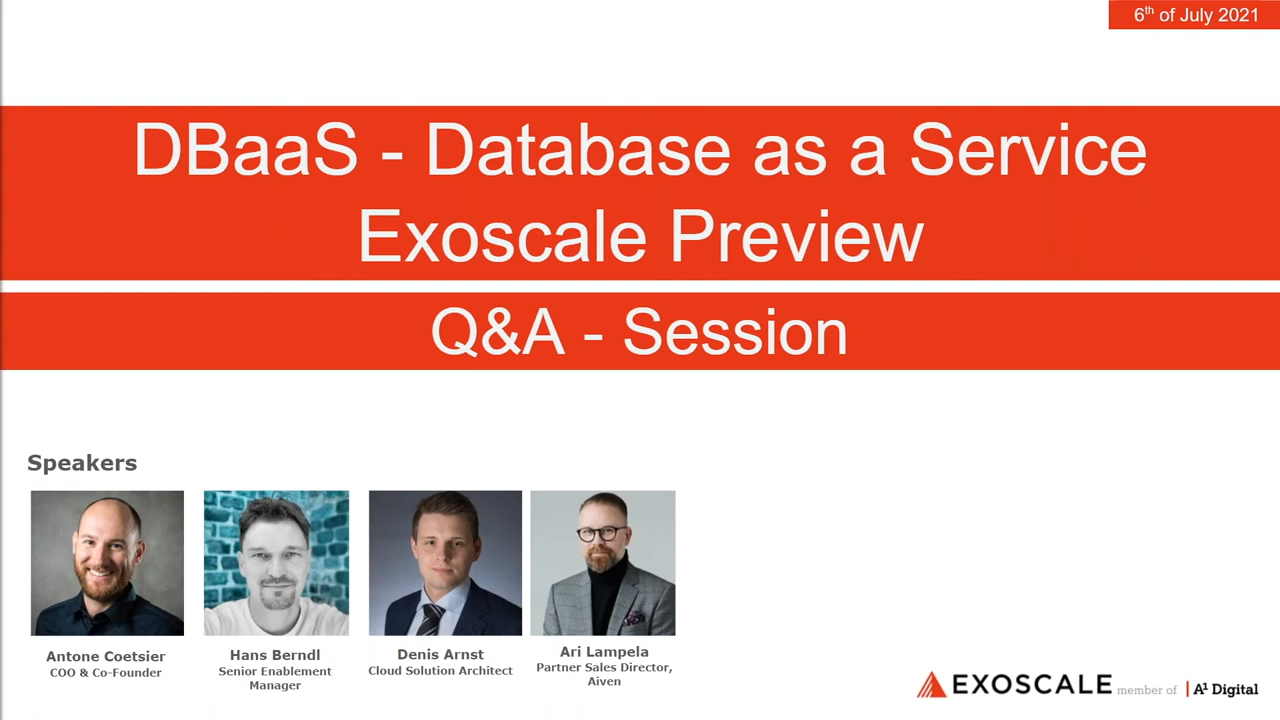 6th of July 2021
DBaaS - Database as a Service
Exoscale Preview
Q&A - Session
Speakers
Antone Coetsier
COO & Co-Founder
Hans Berndl
Senior Enablement
Manager
Denis Arnst
Cloud Solution Architect
Ari Lampela
Partner Sales Director,
Aiven
EXOSCALE member of | A1 Digital